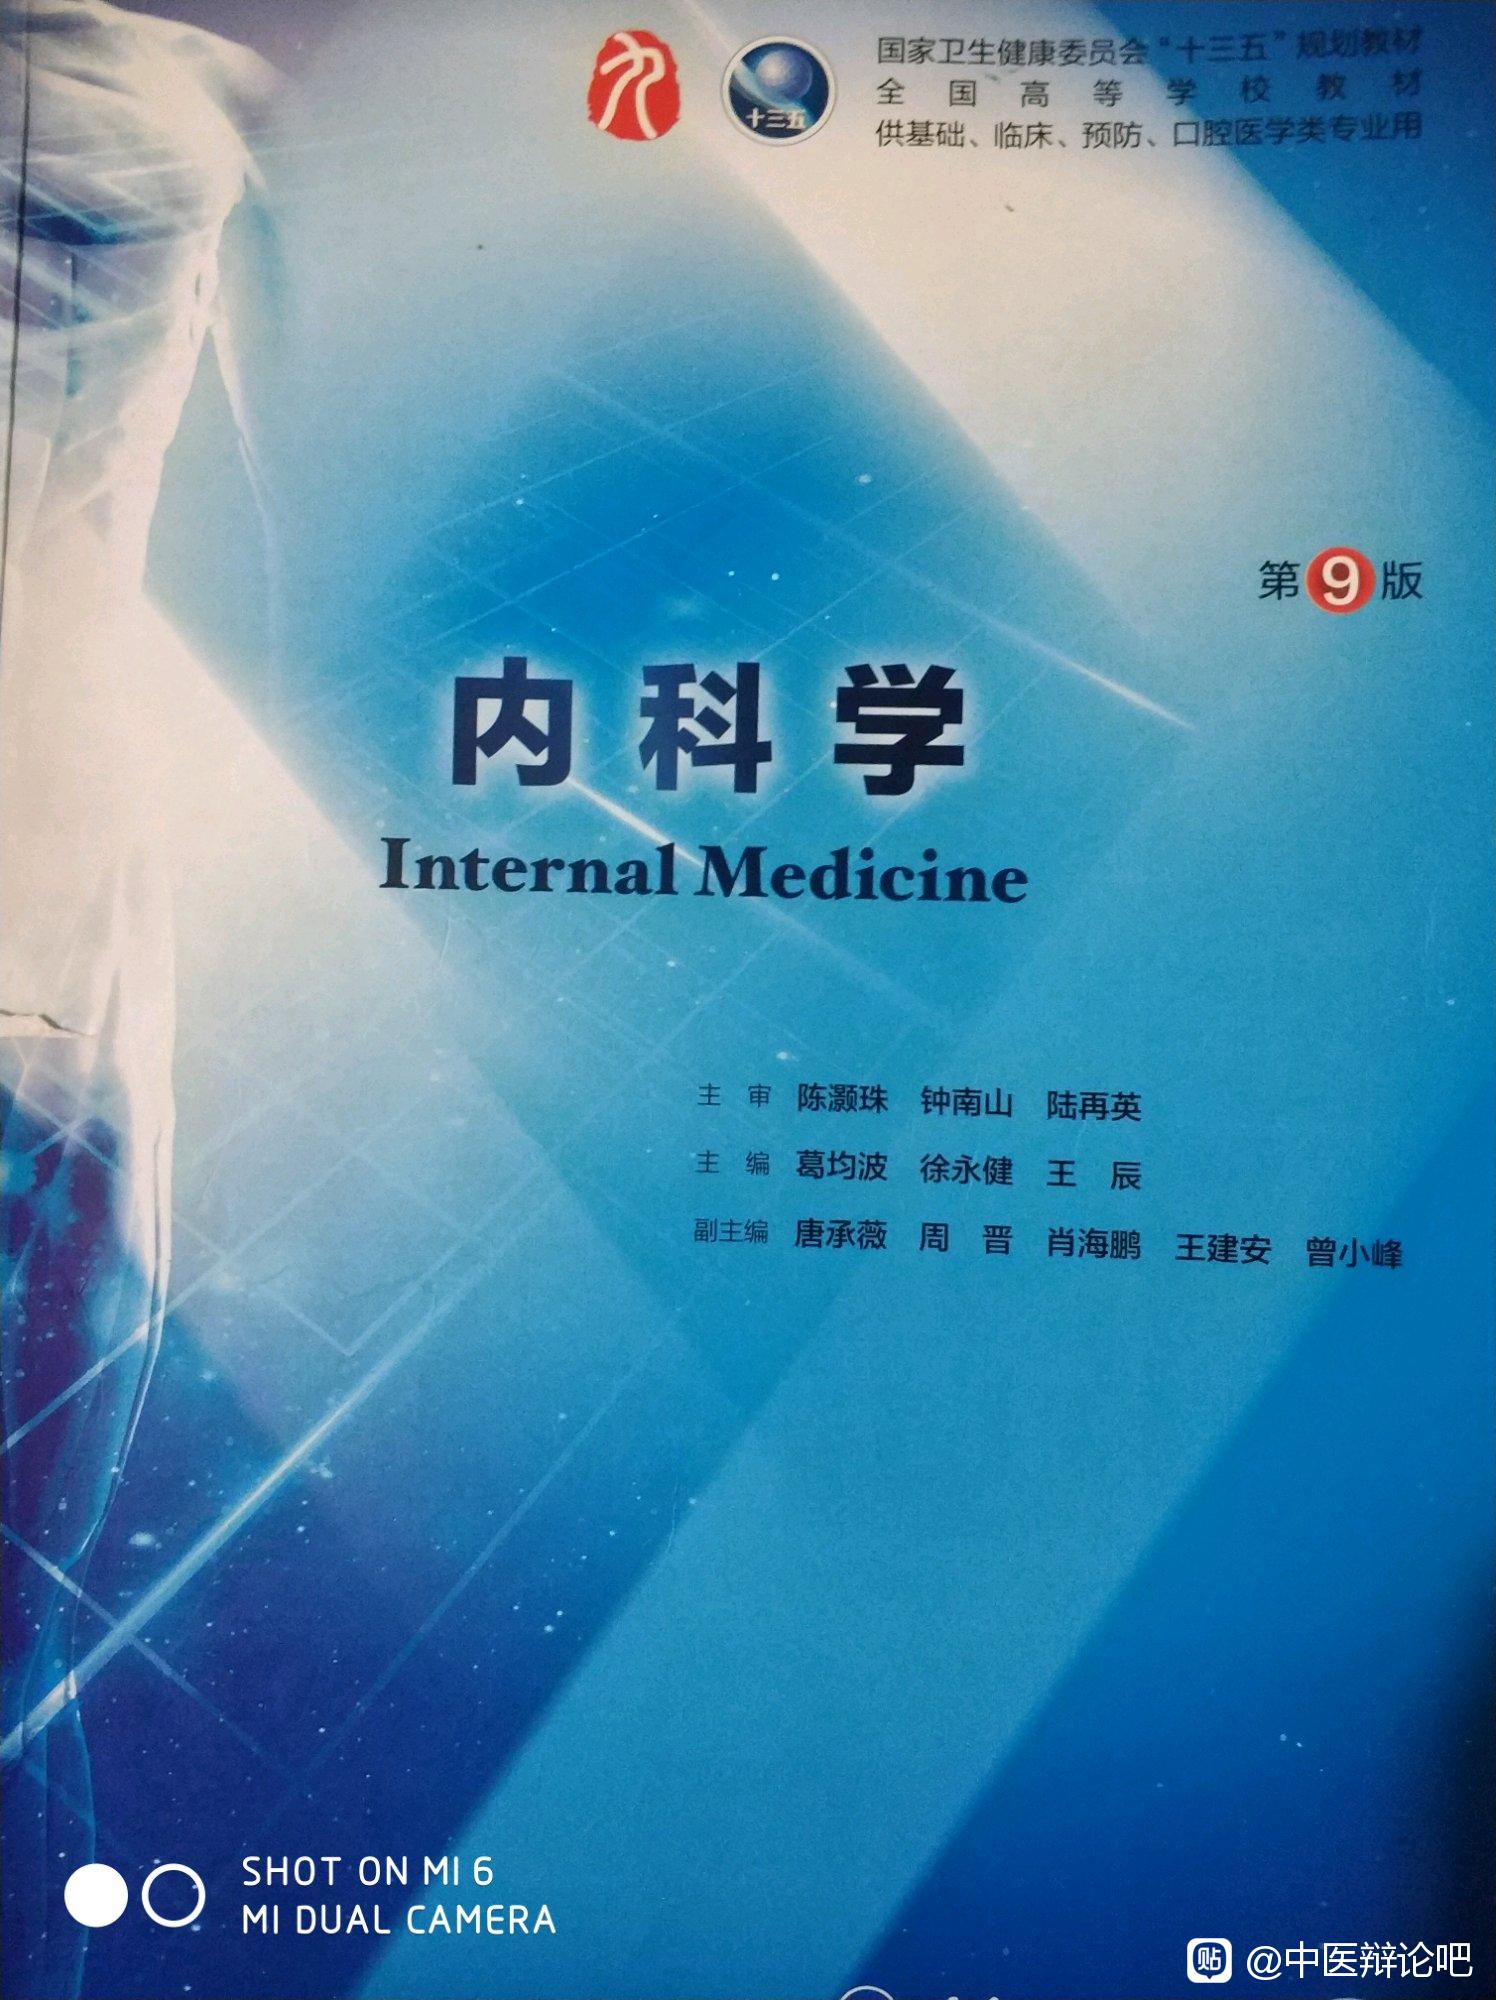 九
十三五
国家卫生健康委员会“十三五”规划教材
全国高等学校教材
供基础、临床、预防、口腔医学类专业用
第9版
内科学
Internal Medicine
主 审 陈灏珠 钟南山 陆再英
主 编 葛均波 徐永健 王 辰
副主编 唐承薇 周 晋 肖海鹏 王建安 曾小峰
SHOT ON MI 6
MI DUAL CAMERA
贴 @中医辩论吧